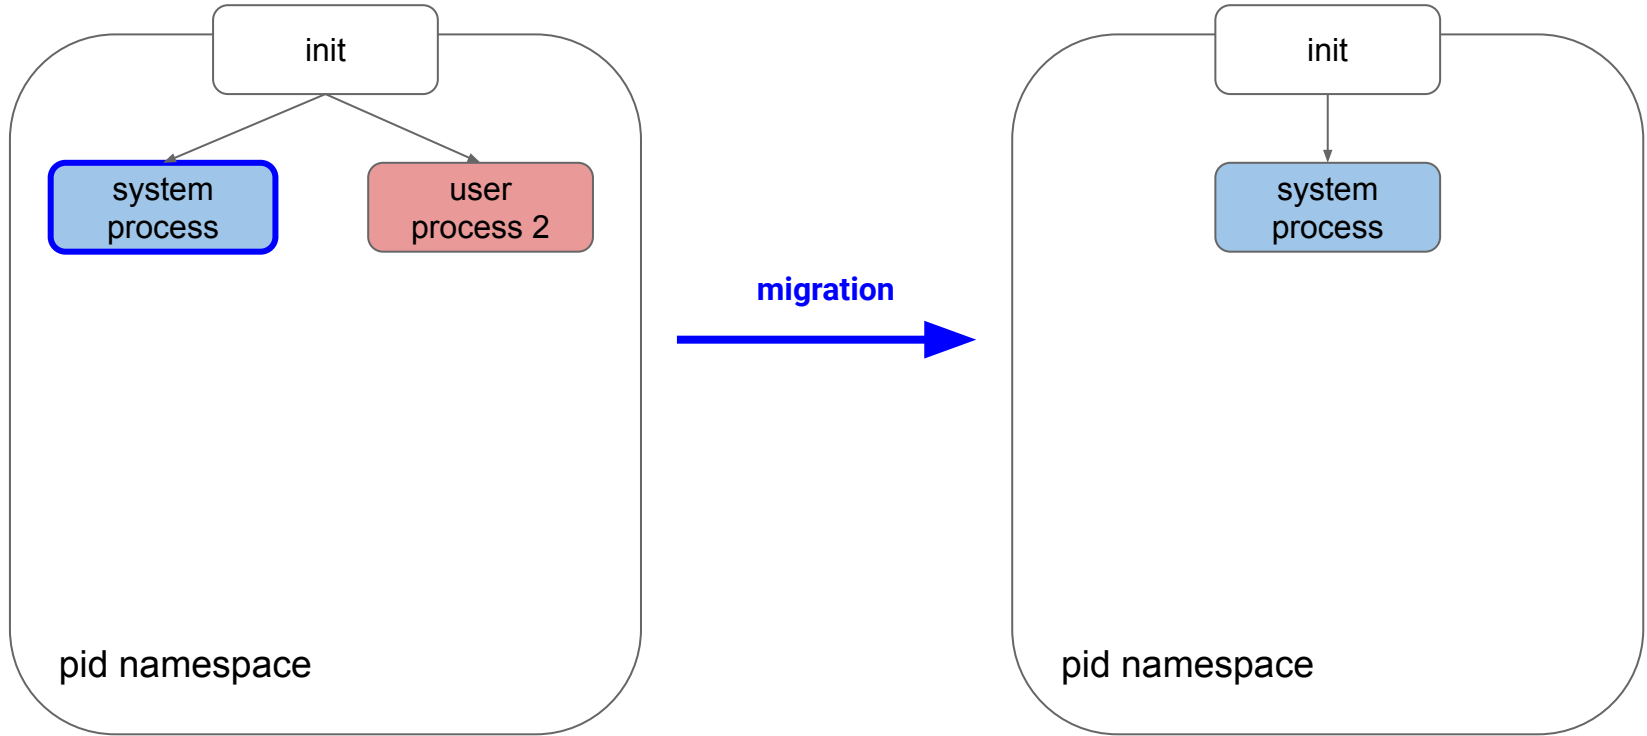 init
system
process
user
process 2
pid namespace
migration
init
system
process
pid namespace